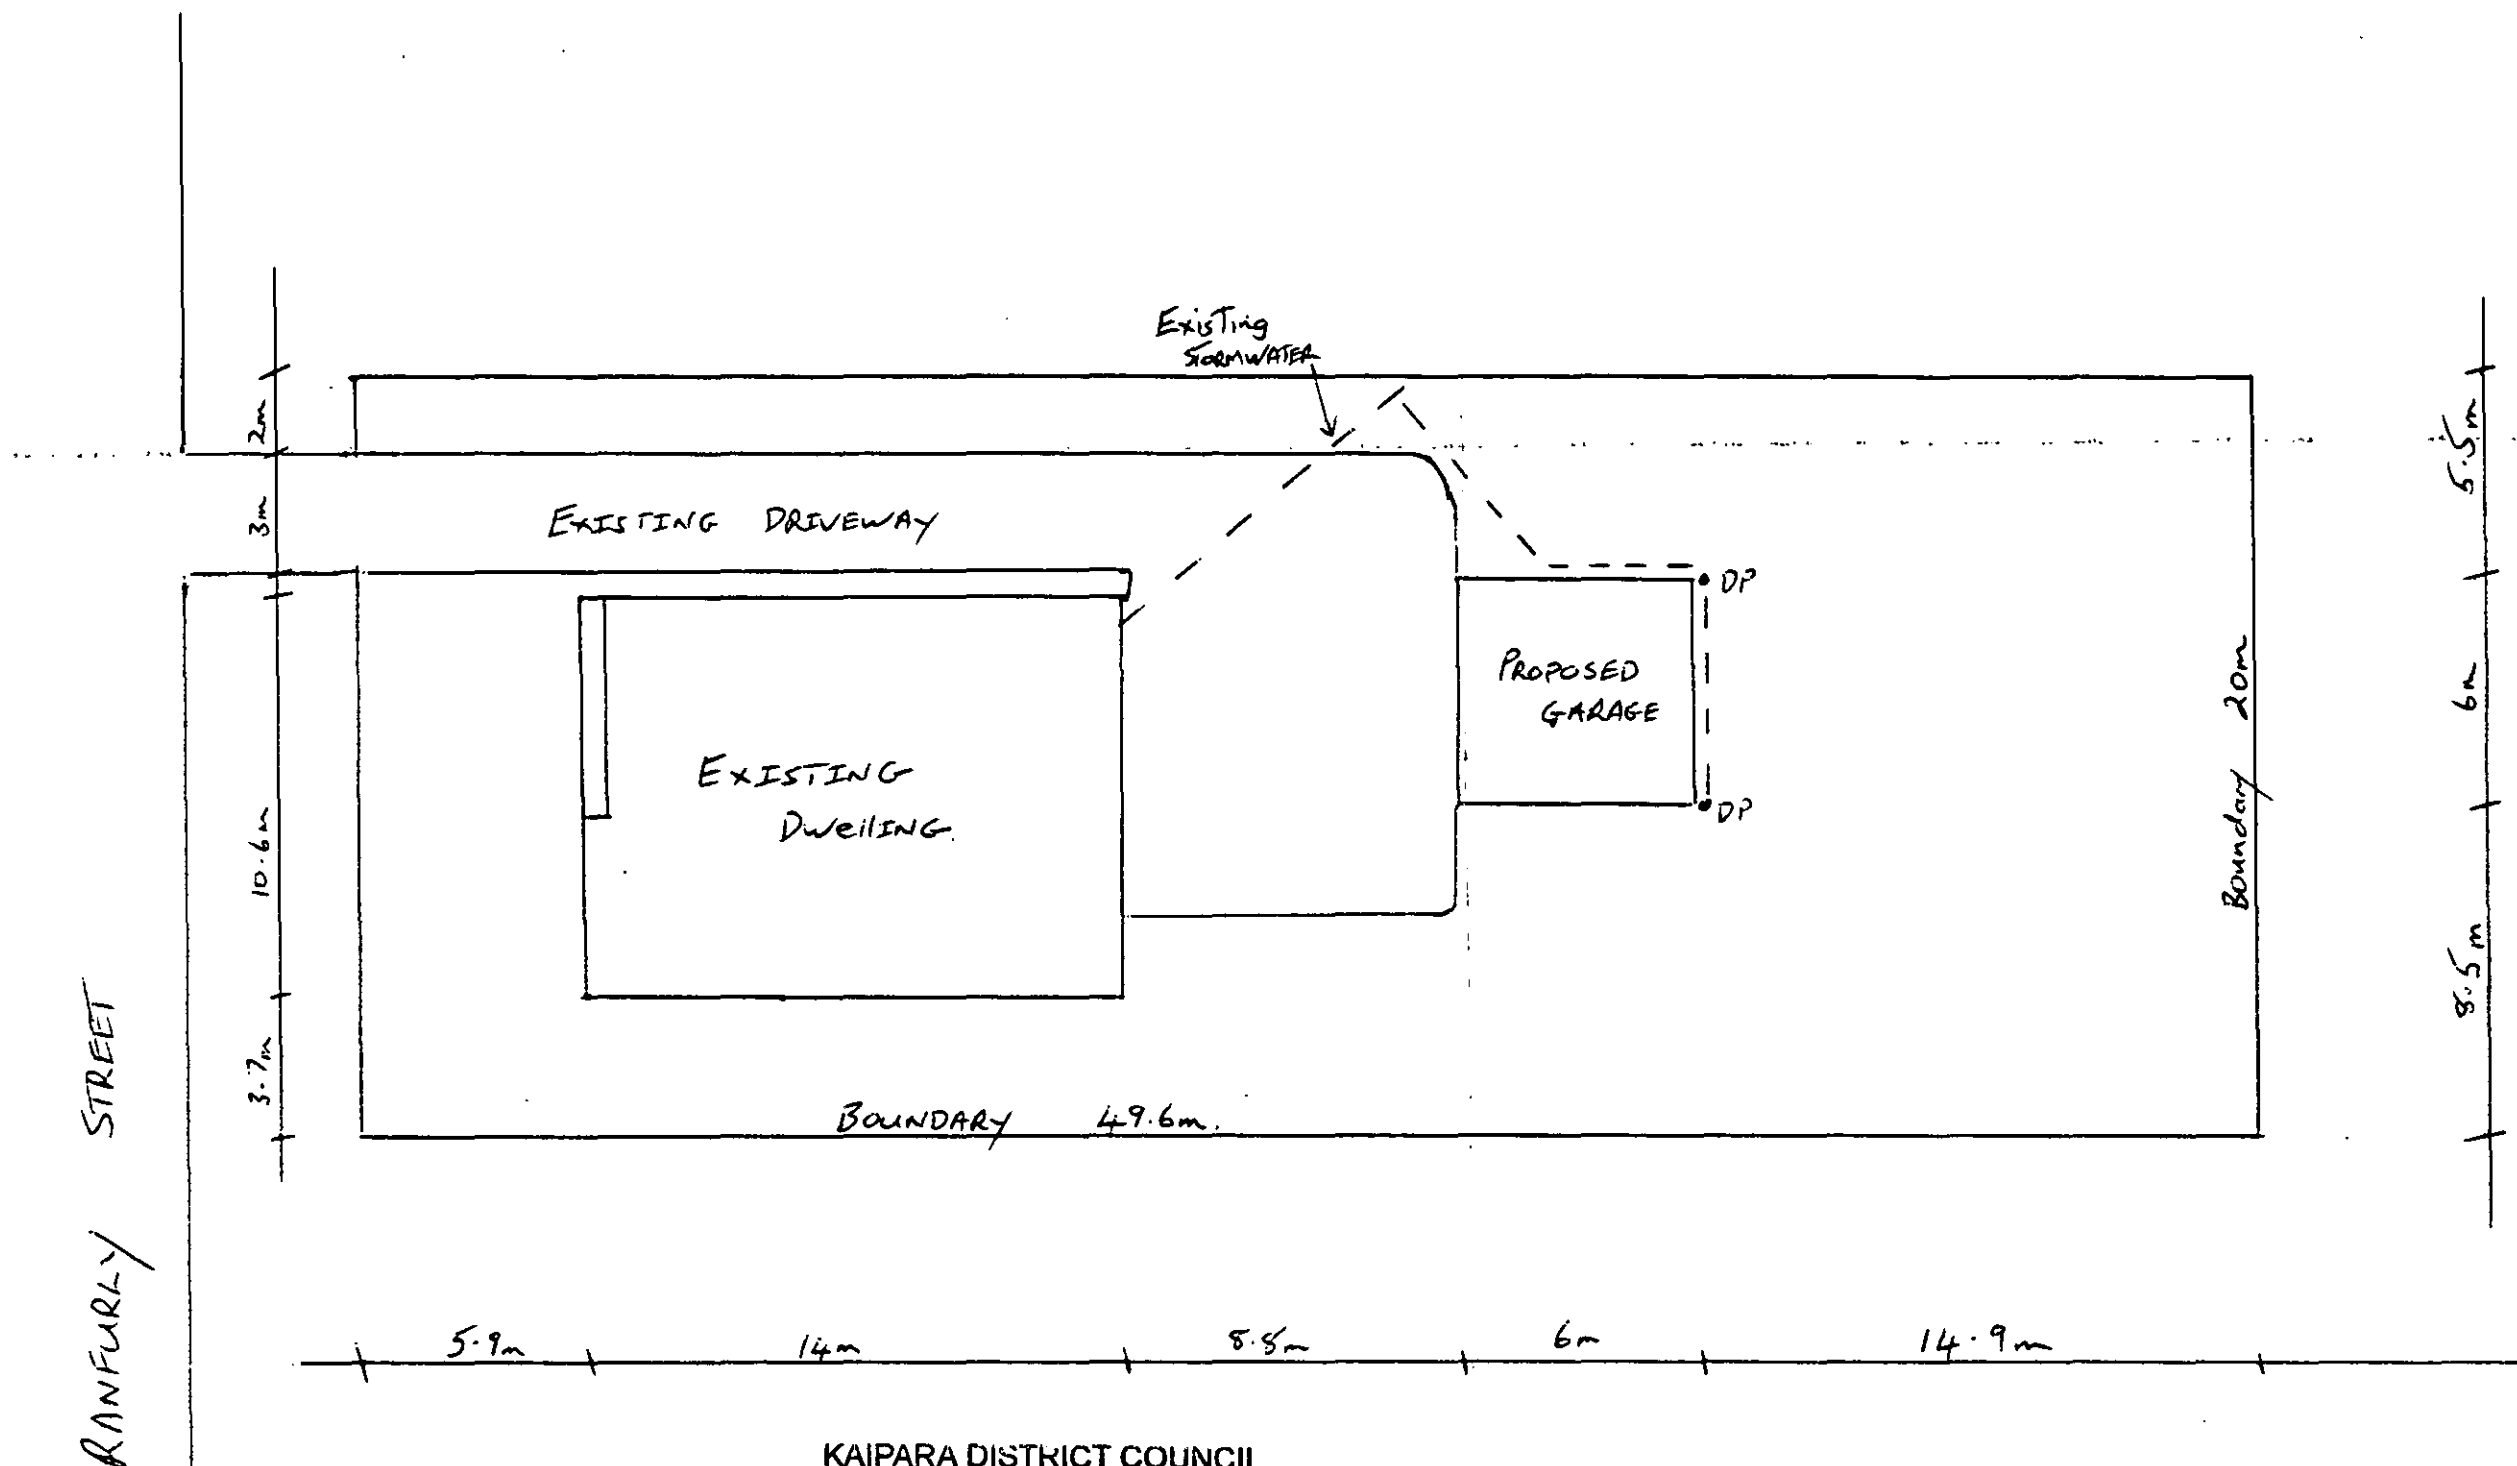 Existing
STORMWATER
2m
3m
10.6m
3.7m
EXISTING DRIVEWAY
DP
DP
PROPOSED
GARAGE
EXISTING
DWellING.
Boundary 20m
5.5m
6m
8.5m
BOUNDARY 49.6m.
RANFURLY STREET
5.9m
14m
8.8m
6m
14.9m
KAIPARA DISTRICT COUNCIL